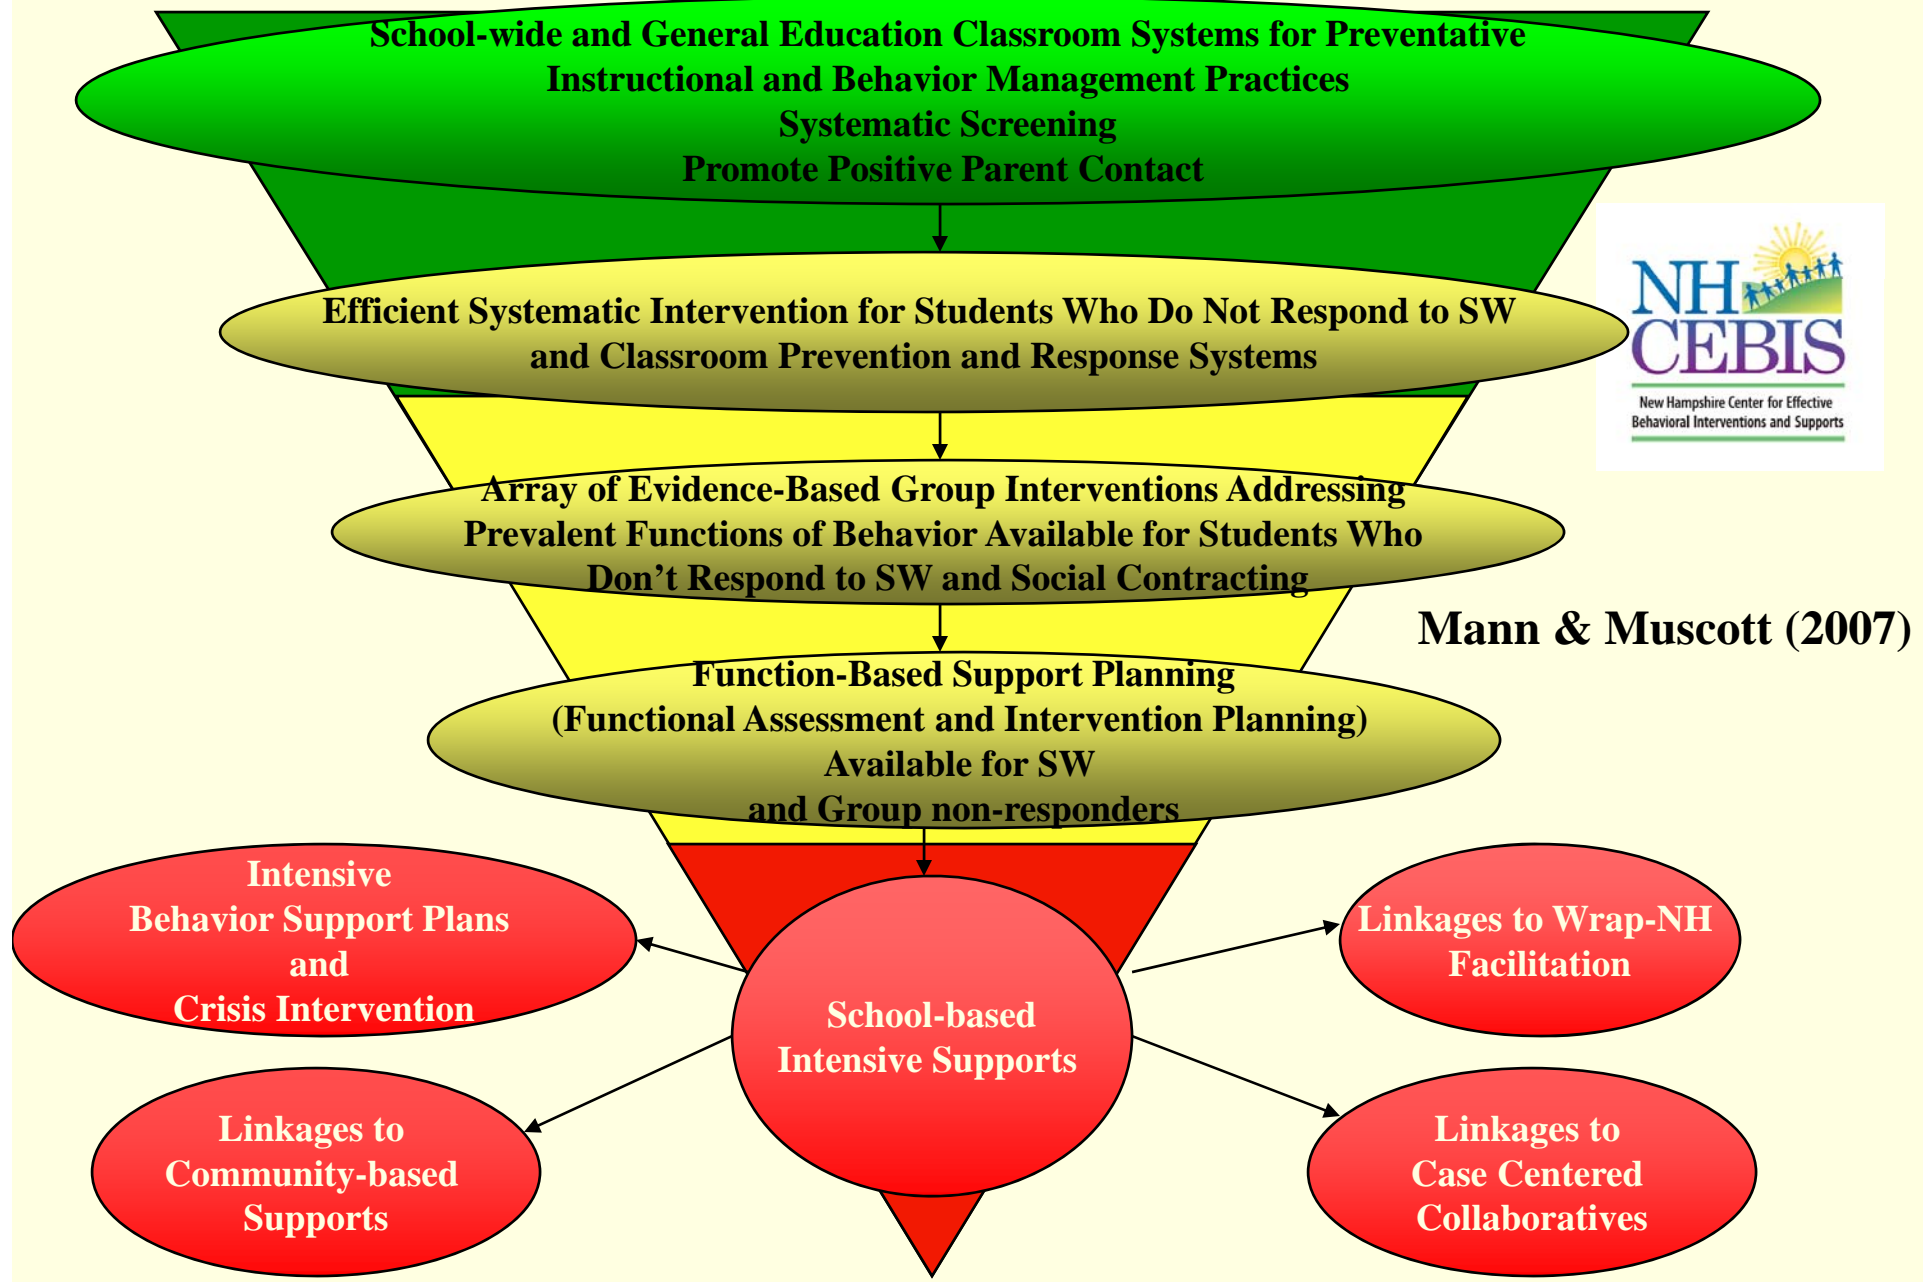 School-wide and General Education Classroom Systems for Preventative
Instructional and Behavior Management Practices
Systematic Screening
Promote Positive Parent Contact
Efficient Systematic Intervention for Students Who Do Not Respond to SW
and Classroom Prevention and Response Systems
NH
CEBIS
New Hampshire Center for Effective
Behavioral Interventions and Supports
Array of Evidence-Based Group Interventions Addressing
Prevalent Functions of Behavior Available for Students Who
Don’t Respond to SW and Social Contracting
Mann & Muscott (2007)
Function-Based Support Planning
(Functional Assessment and Intervention Planning)
Available for SW
and Group non-responders
Intensive
Behavior Support Plans
and
Crisis Intervention
Linkages to Wrap-NH
Facilitation
School-based
Intensive Supports
Linkages to
Community-based
Supports
Linkages to
Case Centered
Collaboratives